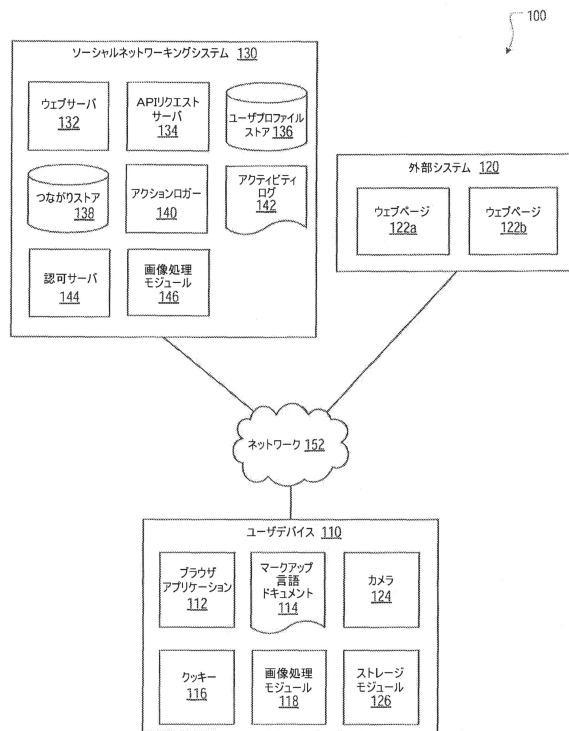 100
ソーシャルネットワーキングシステム 130
ウェブサーバ
132
APIリクエスト
サーバ
134
ユーザプロファイル
ストア 136
つながりストア
138
アクションロガー
140
アクティビティ
ログ
142
認可サーバ
144
画像処理
モジュール
146
外部システム 120
ウェブページ
122a
ウェブページ
122b
ネットワーク 152
ユーザデバイス 110
ブラウザ
アプリケーション
112
マークアップ
言語
ドキュメント
114
カメラ
124
クッキー
116
画像処理
モジュール
118
ストレージ
モジュール
126